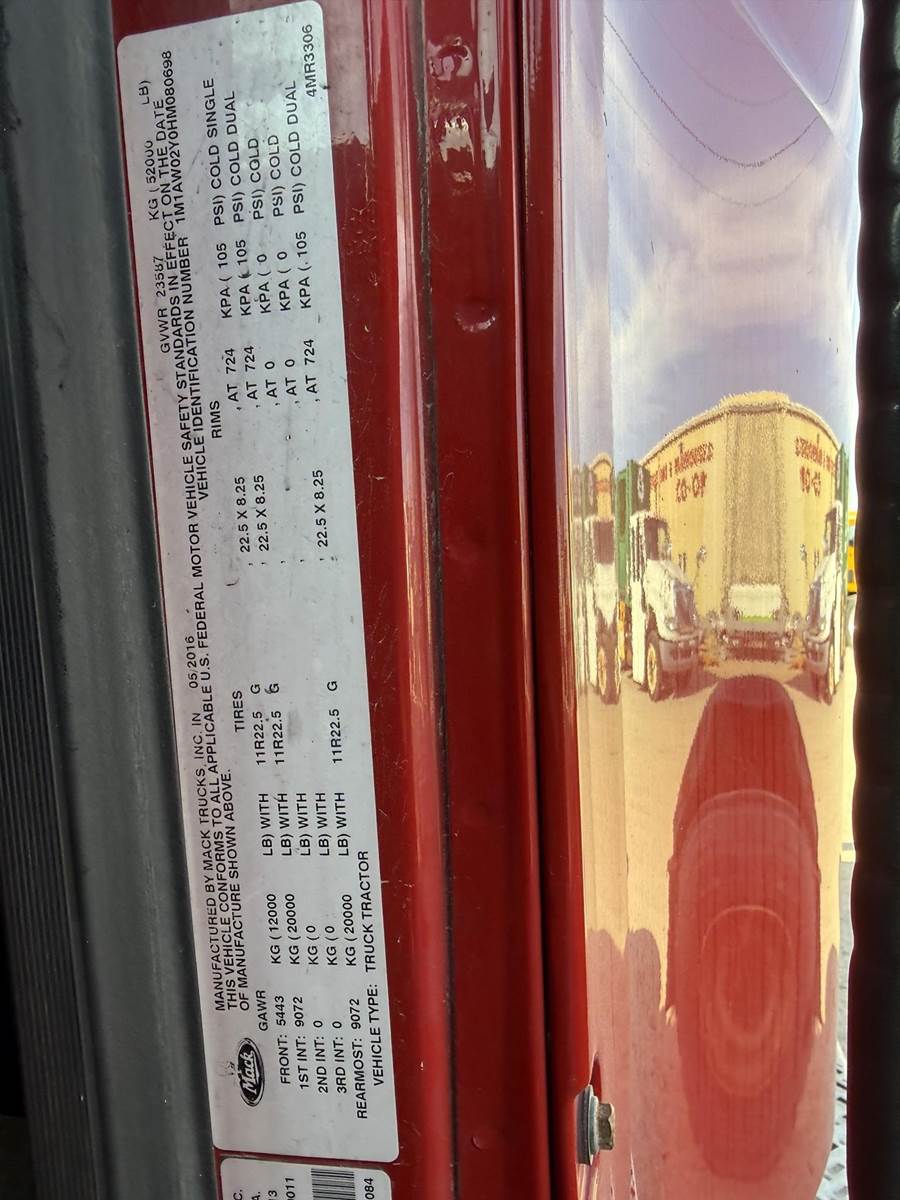 Mack
MANUFACTURED BY MACK TRUCKS, INC. IN 05/2016 GVWR 23587 KG ( 52000 LB)
THIS VEHICLE CONFORMS TO ALL APPLICABLE U.S. FEDERAL MOTOR VEHICLE SAFETY STANDARDS IN EFFECT ON THE DATE
OF MANUFACTURE SHOWN ABOVE. VEHICLE IDENTIFICATION NUMBER 1M1AW02Y0HM080698
GAWR TIRES RIMS
FRONT: 5443 KG ( 12000 LB) WITH 11R22.5 G , 22.5 X 8.25 , AT 724 KPA ( 105 PSI) COLD SINGLE
1ST INT: 9072 KG ( 20000 LB) WITH 11R22.5 G , 22.5 X 8.25 , AT 724 KPA ( 105 PSI) COLD DUAL
2ND INT: 0 KG ( 0 LB) WITH , , AT 0 KPA ( 0 PSI) COLD
3RD INT: 0 KG ( 0 LB) WITH , , AT 0 KPA ( 0 PSI) COLD
REARMOST: 9072 KG ( 20000 LB) WITH 11R22.5 G , 22.5 X 8.25 , AT 724 KPA ( 105 PSI) COLD DUAL
VEHICLE TYPE: TRUCK TRACTOR 4MR3306
C.
A.
13
0011
084
CO-OP